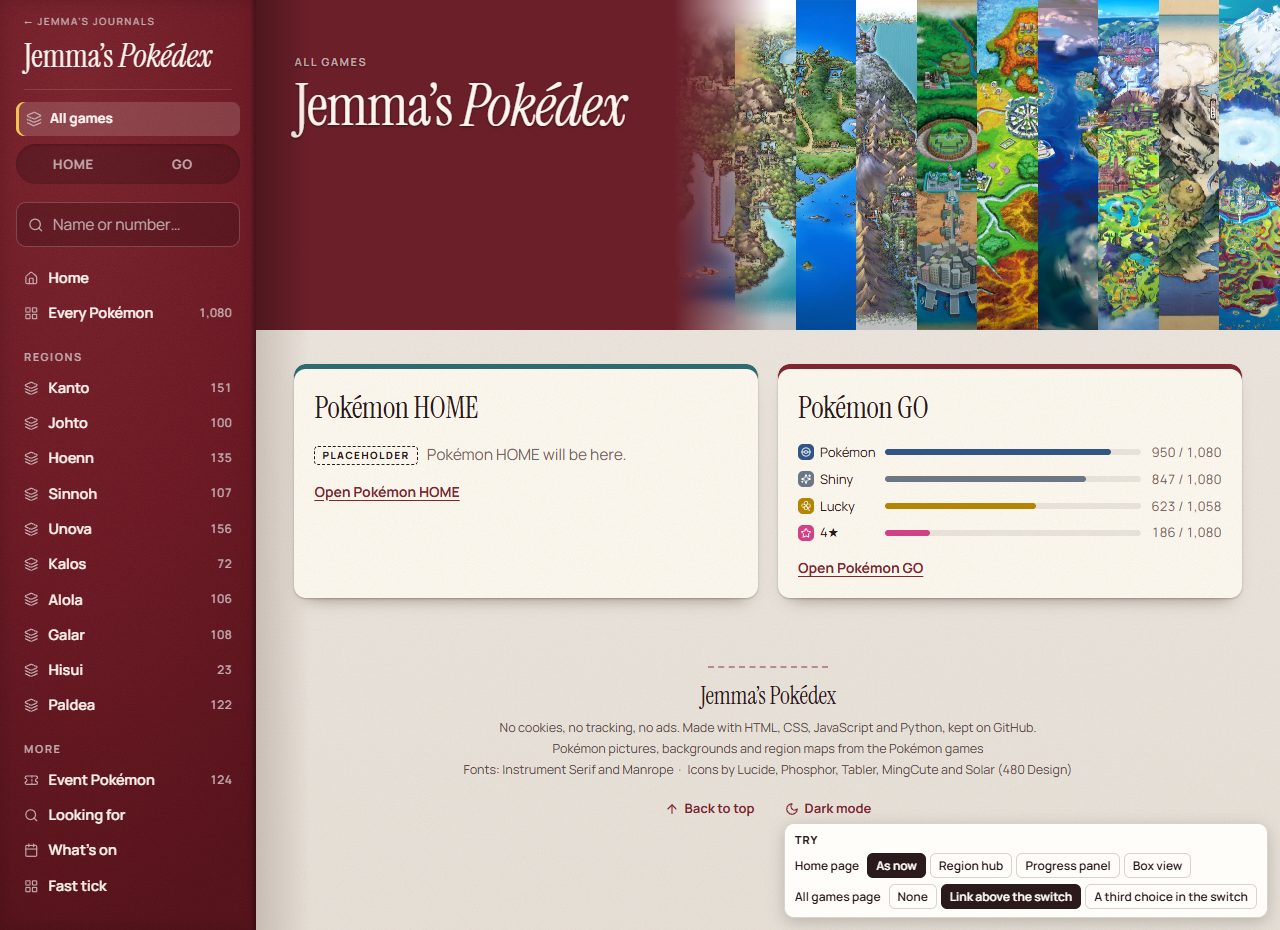 ← JEMMA'S JOURNALS
Jemma's Pokédex
All games
HOME GO
Name or number...
Home
Every Pokémon 1,080
REGIONS
Kanto 151
Johto 100
Hoenn 135
Sinnoh 107
Unova 156
Kalos 72
Alola 106
Galar 108
Hisui 23
Paldea 122
MORE
Event Pokémon 124
Looking for
What's on
Fast tick
ALL GAMES
Jemma's Pokédex
Pokémon HOME
PLACEHOLDER Pokémon HOME will be here.
Open Pokémon HOME
Pokémon GO
Pokémon 950 / 1,080
Shiny 847 / 1,080
Lucky 623 / 1,058
4★ 186 / 1,080
Open Pokémon GO
Jemma's Pokédex
No cookies, no tracking, no ads. Made with HTML, CSS, JavaScript and Python, kept on GitHub.
Pokémon pictures, backgrounds and region maps from the Pokémon games
Fonts: Instrument Serif and Manrope · Icons by Lucide, Phosphor, Tabler, MingCute and Solar (480 Design)
↑ Back to top Dark mode
TRY
Home page As now Region hub Progress panel Box view
All games page None Link above the switch A third choice in the switch